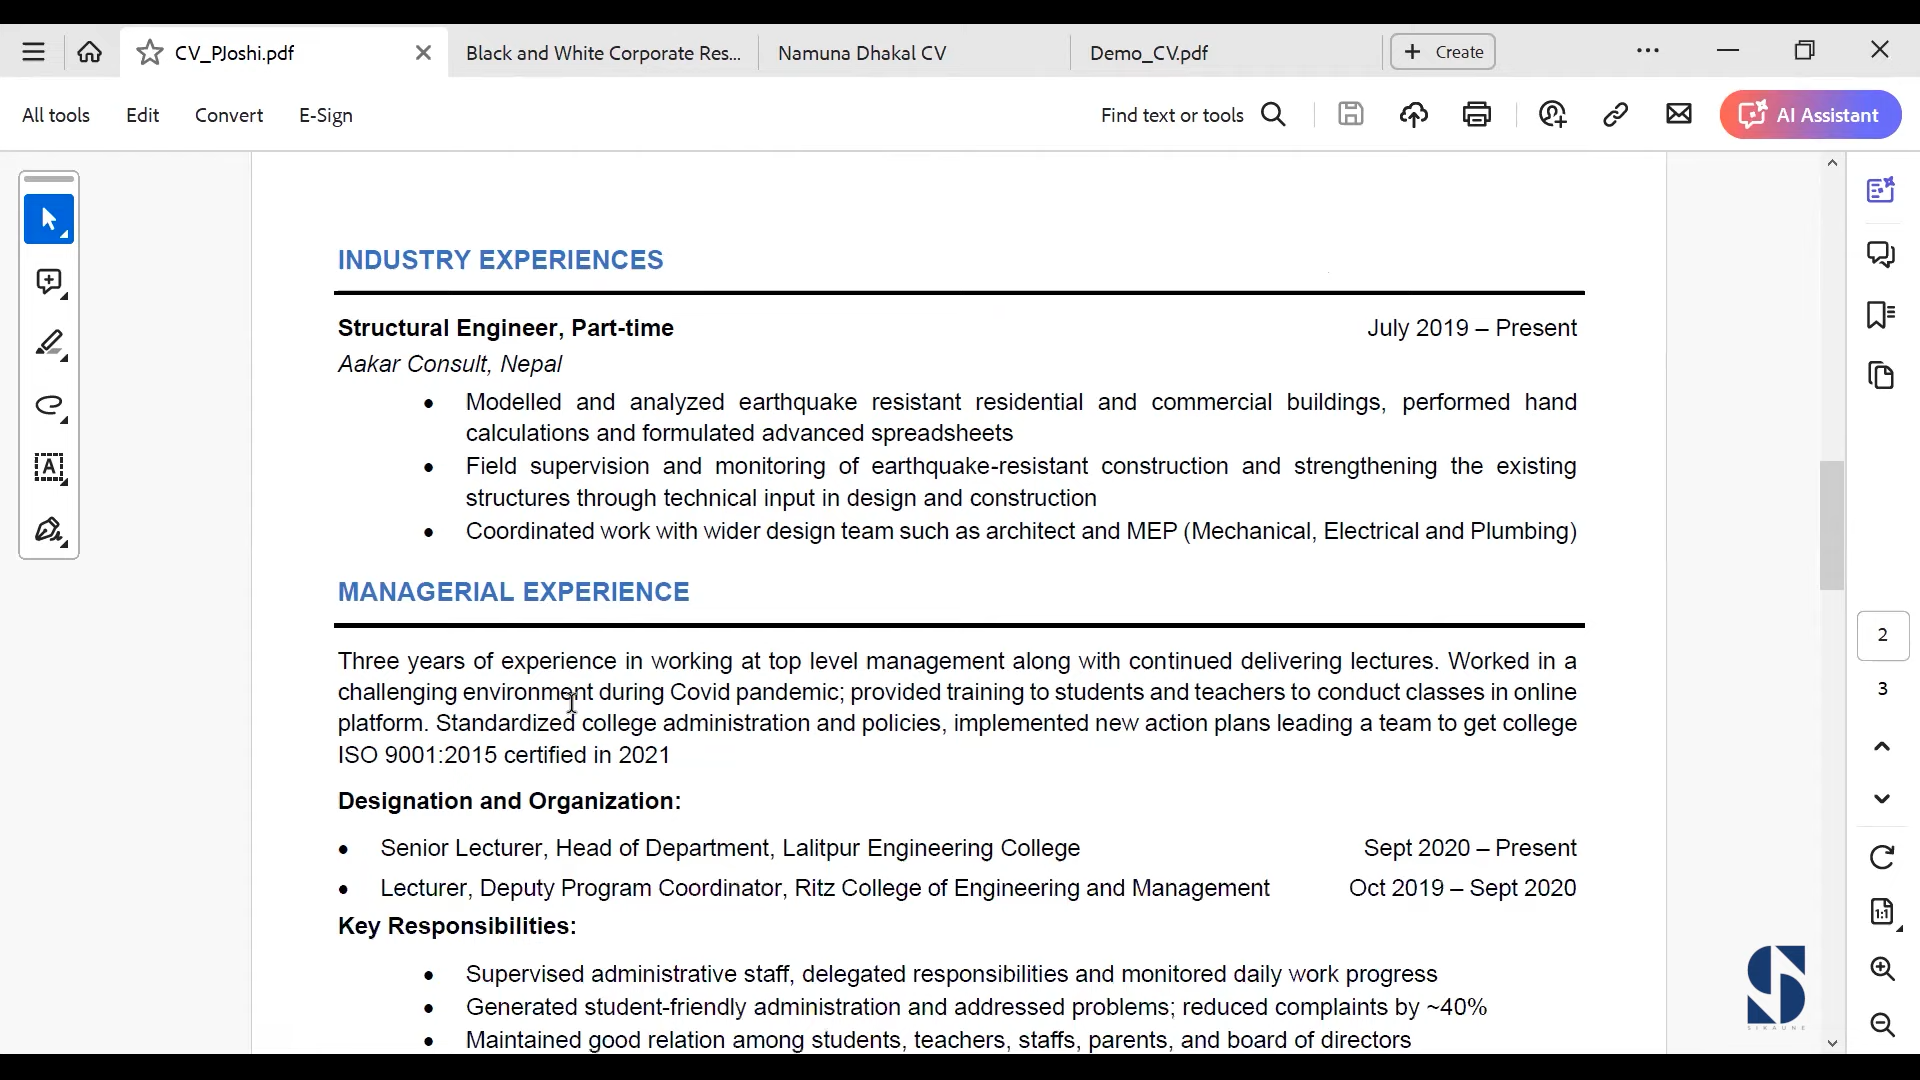 CV_PJoshi.pdf
Black and White Corporate Res...
Namuna Dhakal CV
Demo_CV.pdf
Create
All tools
Edit
Convert
E-Sign
Find text or tools
AI Assistant
INDUSTRY EXPERIENCES
Structural Engineer, Part-time July 2019 – Present
Aakar Consult, Nepal
• Modelled and analyzed earthquake resistant residential and commercial buildings, performed hand
calculations and formulated advanced spreadsheets
• Field supervision and monitoring of earthquake-resistant construction and strengthening the existing
structures through technical input in design and construction
• Coordinated work with wider design team such as architect and MEP (Mechanical, Electrical and Plumbing)
MANAGERIAL EXPERIENCE
Three years of experience in working at top level management along with continued delivering lectures. Worked in a
challenging environment during Covid pandemic; provided training to students and teachers to conduct classes in online
platform. Standardized college administration and policies, implemented new action plans leading a team to get college
ISO 9001:2015 certified in 2021
Designation and Organization:
• Senior Lecturer, Head of Department, Lalitpur Engineering College Sept 2020 – Present
• Lecturer, Deputy Program Coordinator, Ritz College of Engineering and Management Oct 2019 – Sept 2020
Key Responsibilities:
• Supervised administrative staff, delegated responsibilities and monitored daily work progress
• Generated student-friendly administration and addressed problems; reduced complaints by ~40%
• Maintained good relation among students, teachers, staffs, parents, and board of directors
2
3
1:1
SIKAUNE